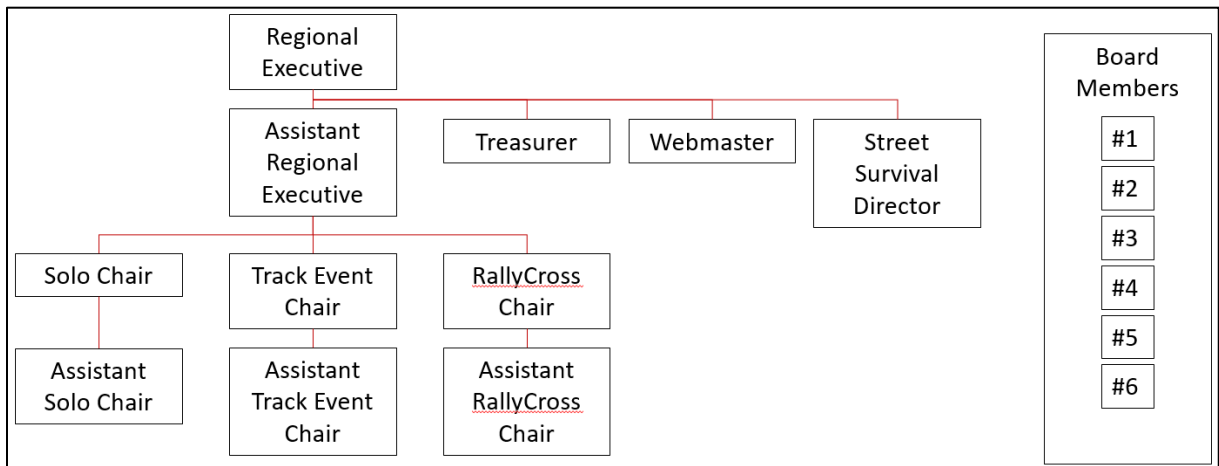 Regional
Executive
Assistant
Regional
Executive
Treasurer
Webmaster
Street
Survival
Director
Solo Chair
Track Event
Chair
RallyCross
Chair
Assistant
Solo Chair
Assistant
Track Event
Chair
Assistant
RallyCross
Chair
Board
Members
#1
#2
#3
#4
#5
#6